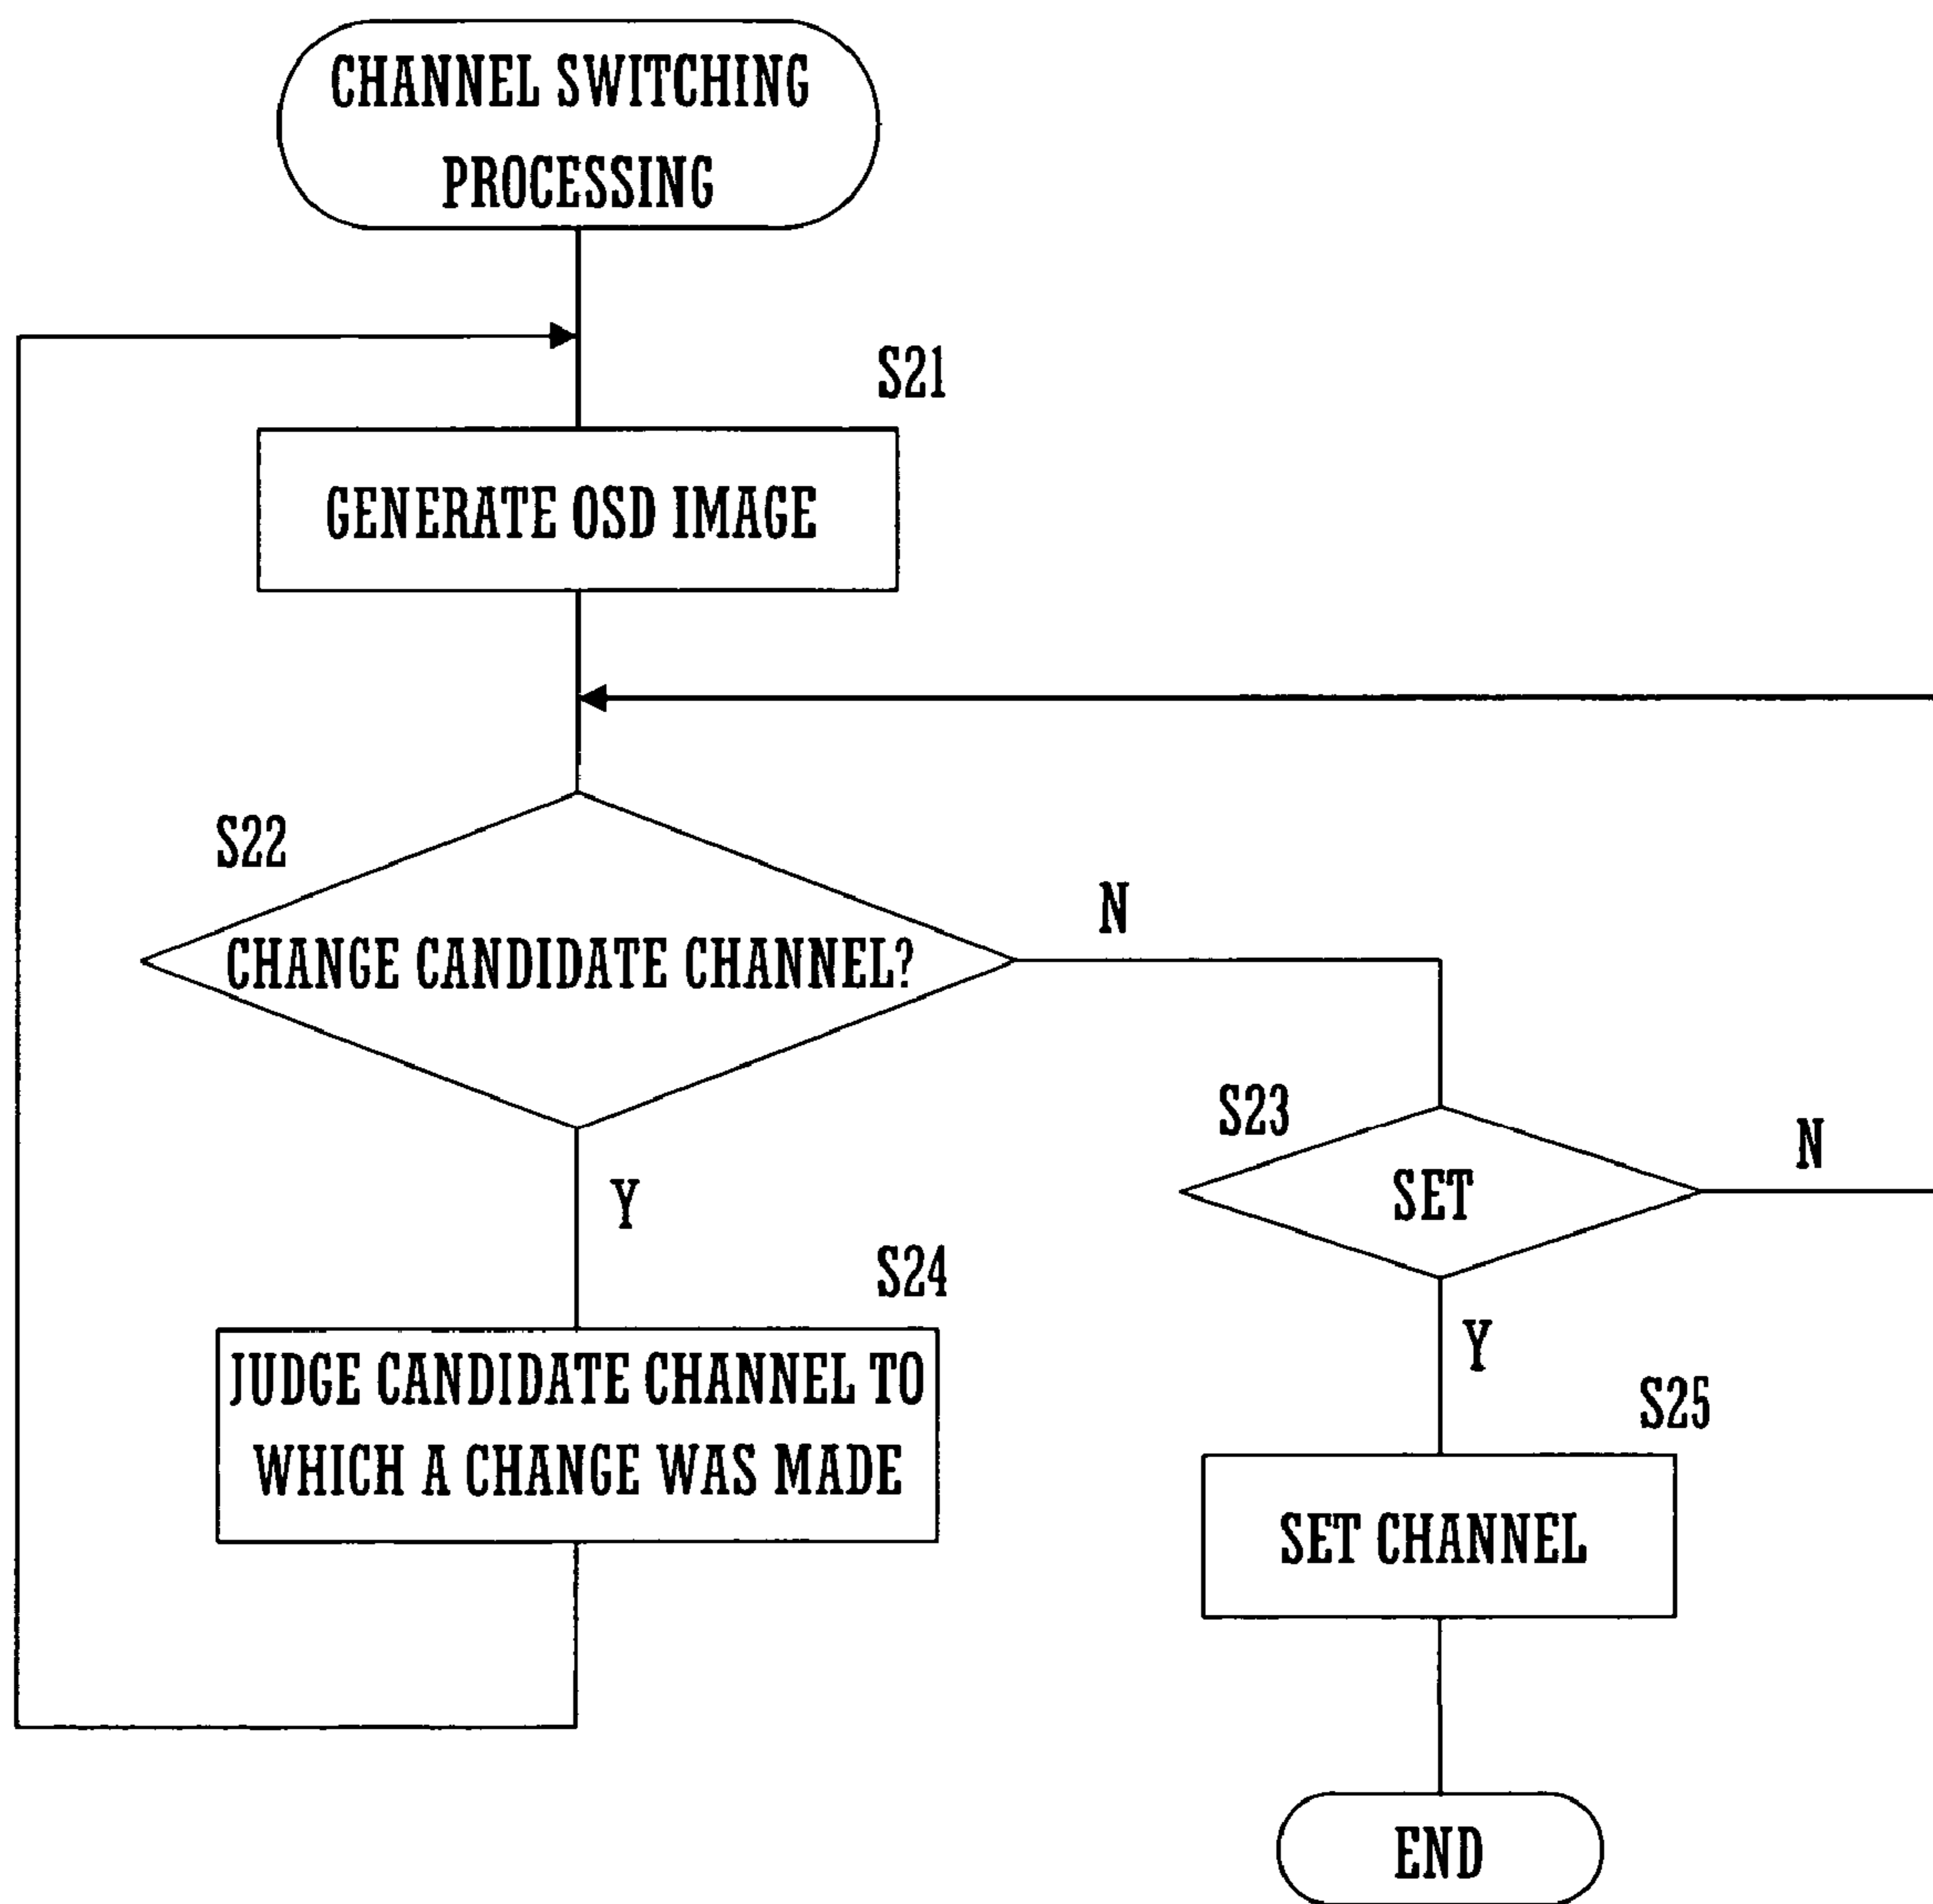 CHANNEL SWITCHING
PROCESSING
S21
GENERATE OSD IMAGE
S22
CHANGE CANDIDATE CHANNEL?
N
S23
SET
N
Y
S24
JUDGE CANDIDATE CHANNEL TO
WHICH A CHANGE WAS MADE
Y
S25
SET CHANNEL
END